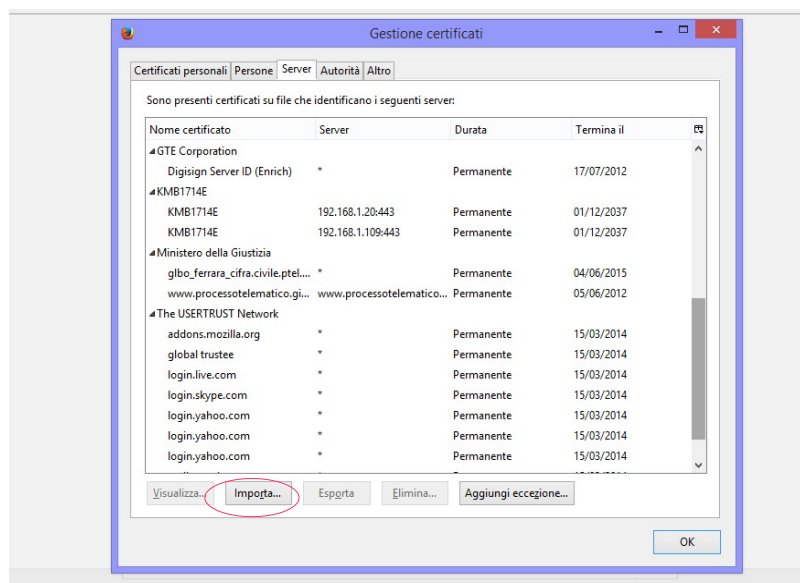 Gestione certificati
Certificati personali Persone Server Autorità Altro
Sono presenti certificati su file che identificano i seguenti server:
Nome certificato Server Durata Termina il
GTE Corporation
Digisign Server ID (Enrich) * Permanente 17/07/2012
KMB1714E
KMB1714E 192.168.1.20:443 Permanente 01/12/2037
KMB1714E 192.168.1.109:443 Permanente 01/12/2037
Ministero della Giustizia
glbo_ferrara_cifra.civile.ptel.... * Permanente 04/06/2015
www.processotelematico.gi... www.processotelematico... Permanente 05/06/2012
The USERTRUST Network
addons.mozilla.org * Permanente 15/03/2014
global trustee * Permanente 15/03/2014
login.live.com * Permanente 15/03/2014
login.skype.com * Permanente 15/03/2014
login.yahoo.com * Permanente 15/03/2014
login.yahoo.com * Permanente 15/03/2014
login.yahoo.com * Permanente 15/03/2014
Visualizza... Importa... Esporta Elimina... Aggiungi eccezione...
OK